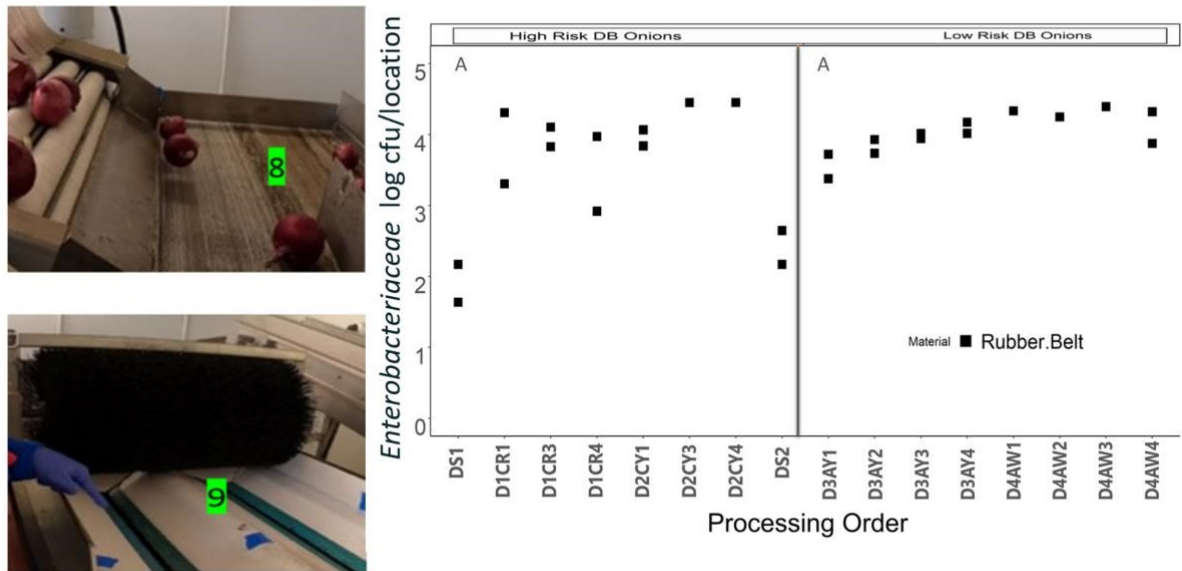 8
9
High Risk DB Onions
Low Risk DB Onions
A
A
Enterobacteriaceae log cfu/location
5
4
3
2
1
0
Material Rubber.Belt
DS1
D1CR1
D1CR3
D1CR4
D2CY1
D2CY3
D2CY4
DS2
D3AY1
D3AY2
D3AY3
D3AY4
D4AW1
D4AW2
D4AW3
D4AW4
Processing Order